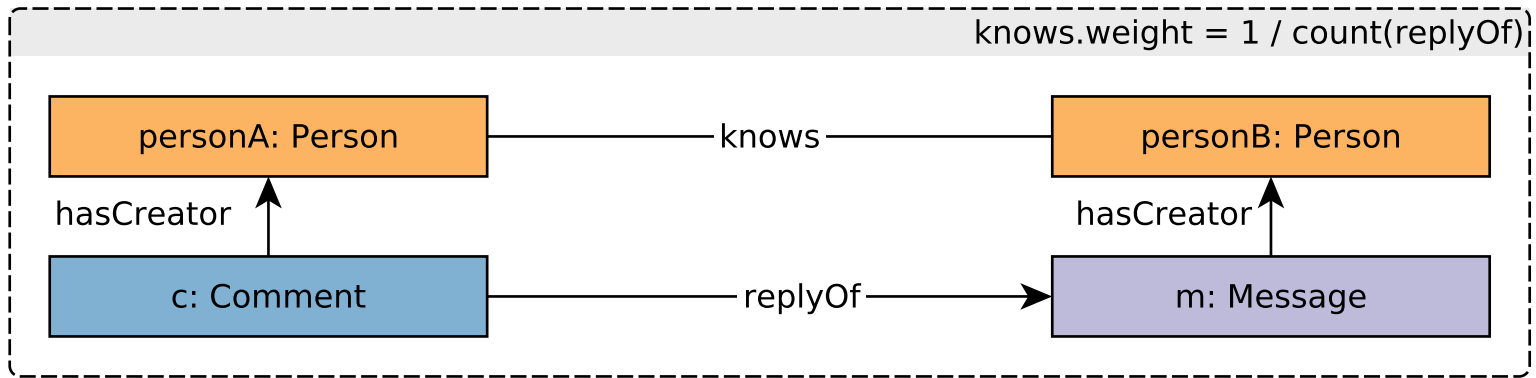 knows.weight = 1 / count(replyOf)
personA: Person
knows
personB: Person
hasCreator
hasCreator
c: Comment
replyOf
m: Message